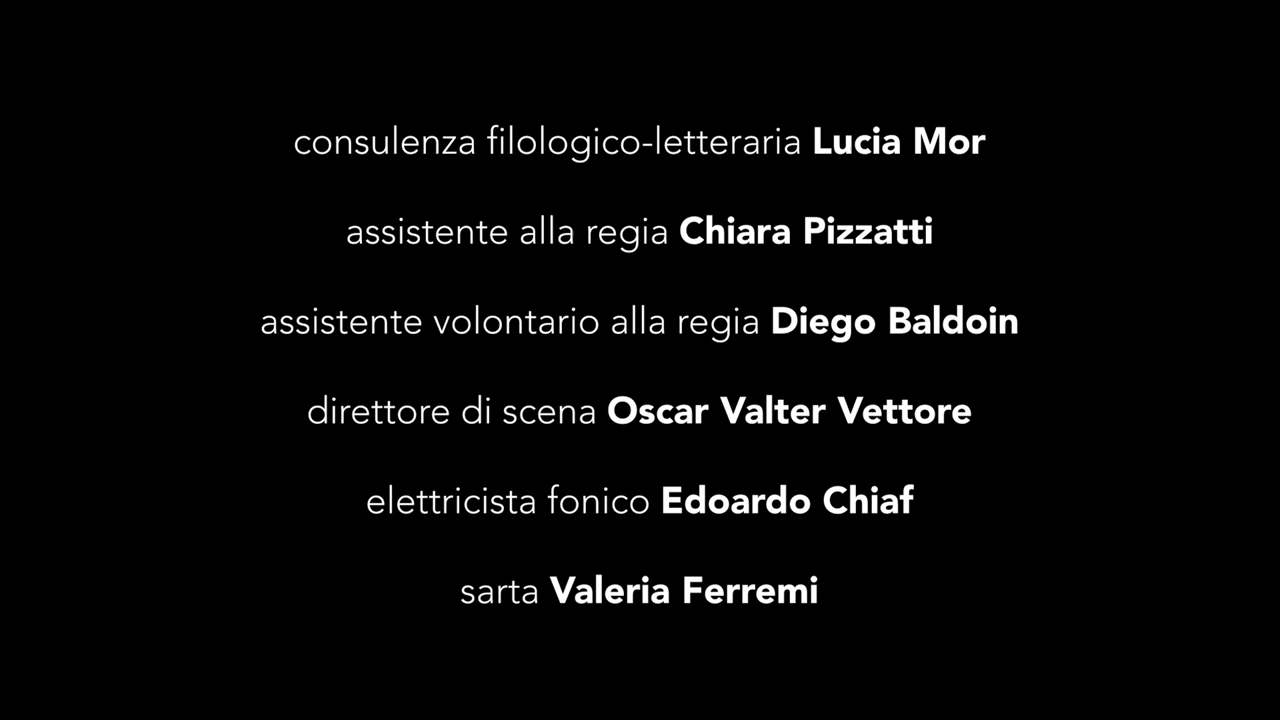 consulenza filologico-letteraria Lucia Mor
assistente alla regia Chiara Pizzatti
assistente volontario alla regia Diego Baldoin
direttore di scena Oscar Valter Vettore
elettricista fonico Edoardo Chiaf
sarta Valeria Ferremi